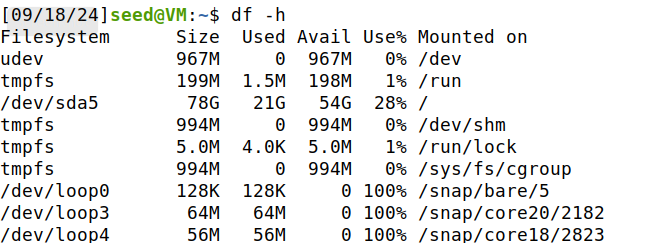 [09/18/24]seed@VM:~$ df -h
Filesystem      Size  Used Avail Use% Mounted on
udev            967M     0  967M   0% /dev
tmpfs           199M  1.5M  198M   1% /run
/dev/sda5        78G   21G   54G  28% /
tmpfs           994M     0  994M   0% /dev/shm
tmpfs           5.0M  4.0K  5.0M   1% /run/lock
tmpfs           994M     0  994M   0% /sys/fs/cgroup
/dev/loop0      128K  128K     0 100% /snap/bare/5
/dev/loop3       64M   64M     0 100% /snap/core20/2182
/dev/loop4       56M   56M     0 100% /snap/core18/2823